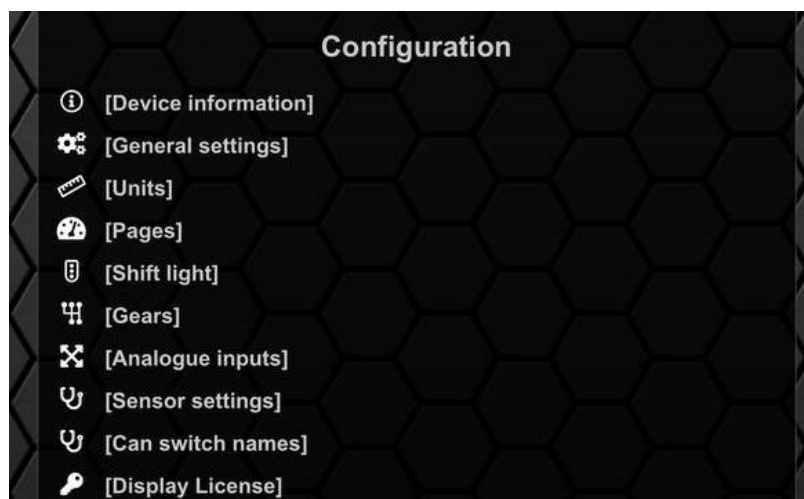 Configuration
[Device information]
[General settings]
[Units]
[Pages]
[Shift light]
[Gears]
[Analogue inputs]
[Sensor settings]
[Can switch names]
[Display License]